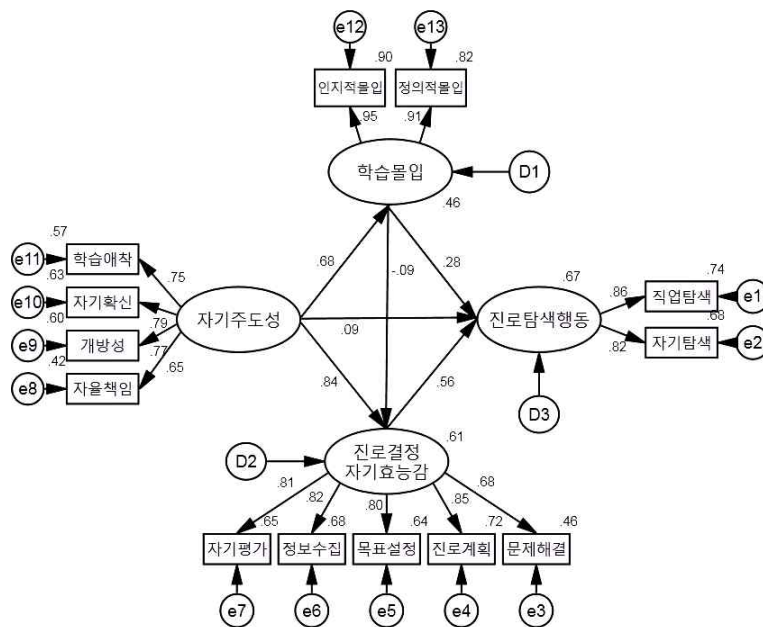 e12
e13
.90
.82
인지적몰입
정의적몰입
.95
.91
학습몰입
D1
.46
.57
e11
학습애착
.75
.63
e10
자기확신
.79
.60
e9
개방성
.77
.42
e8
자율책임
.65
자기주도성
.68
-.09
.28
.09
.84
.56
.67
진로탐색행동
.86
.74
직업탐색
e1
.68
.82
자기탐색
e2
D3
D2
.61
진로결정
자기효능감
.81
.82
.80
.85
.68
.65
.68
.64
.72
.46
자기평가
정보수집
목표설정
진로계획
문제해결
e7
e6
e5
e4
e3